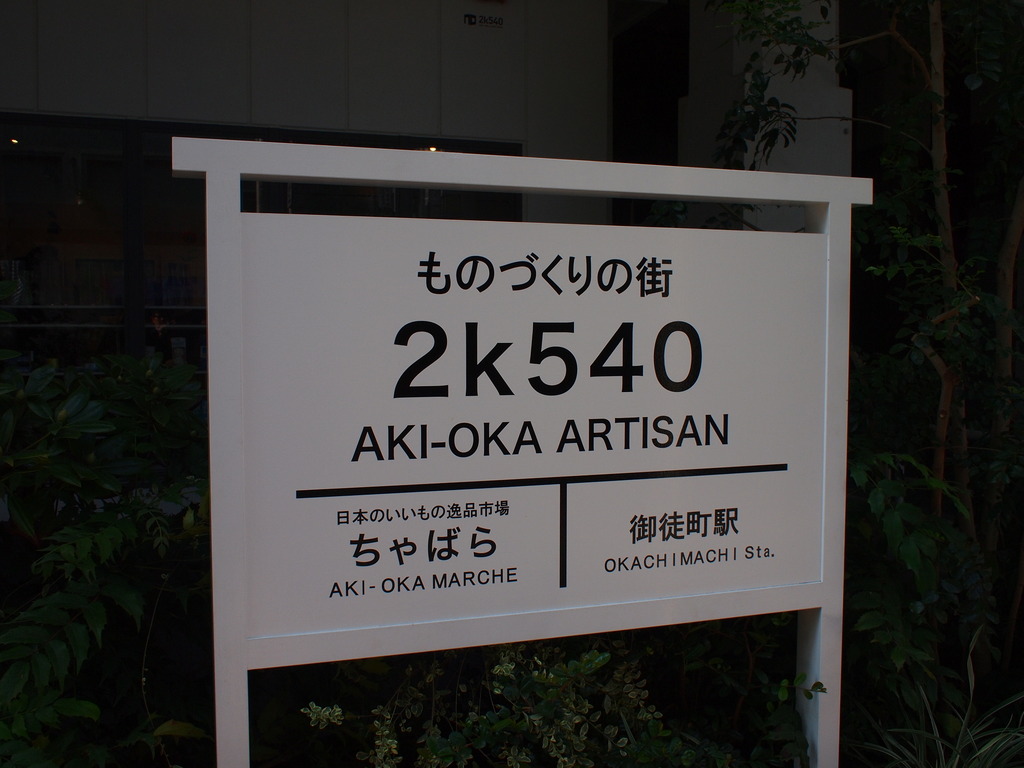 2k540
ものづくりの街
2k540
AKI-OKA ARTISAN
日本のいいもの逸品市場
ちゃばら
AKI-OKA MARCHE
御徒町駅
OKACHIMACHI Sta.